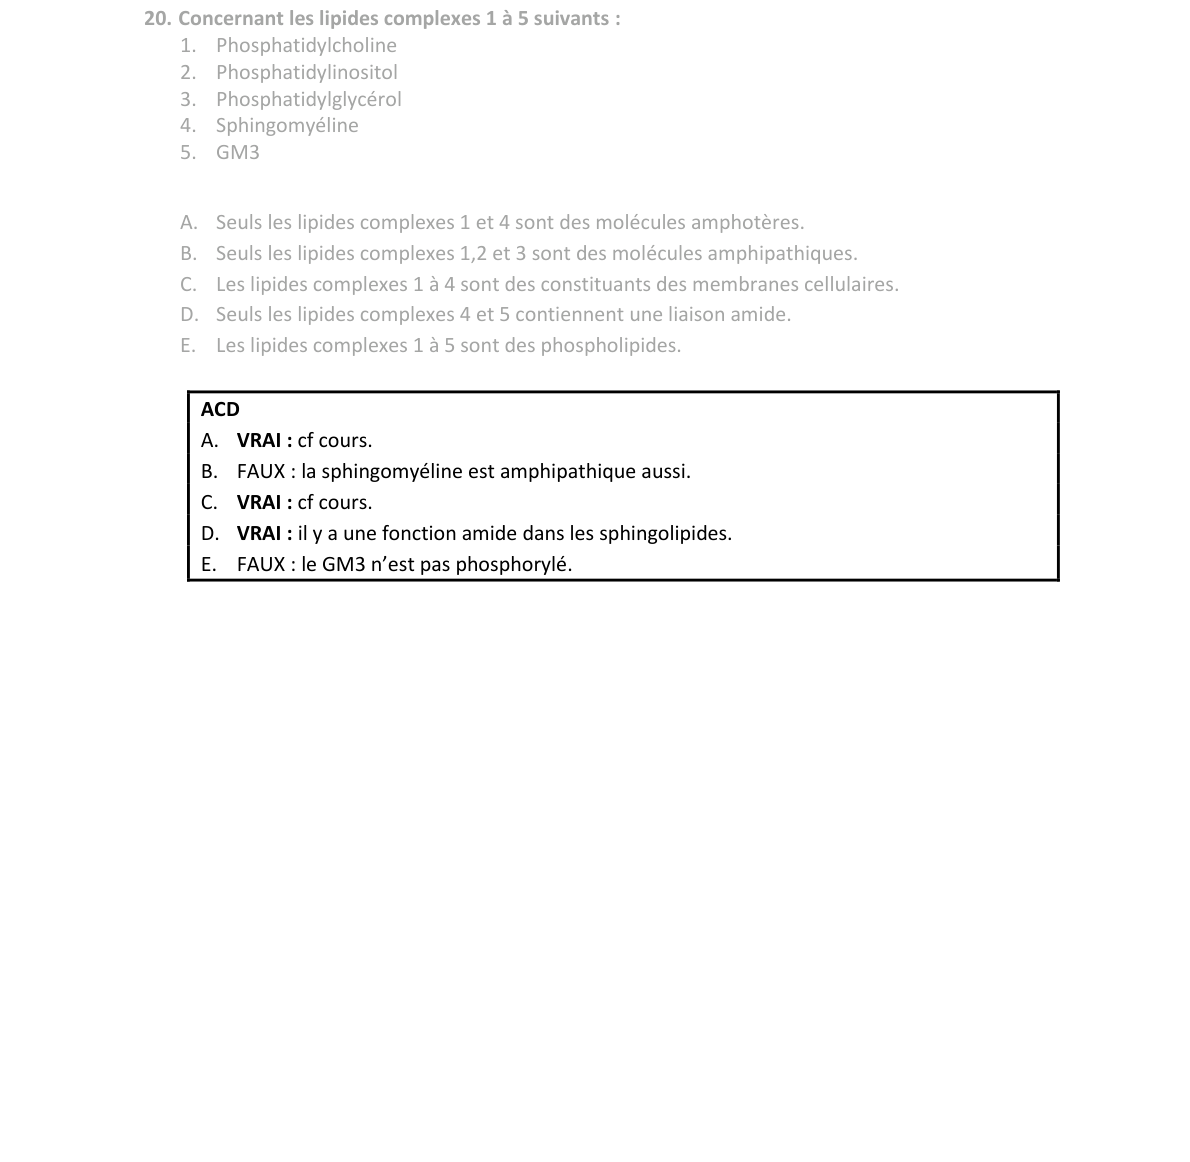 20. Concernant les lipides complexes 1 à 5 suivants :
1. Phosphatidylcholine
2. Phosphatidylinositol
3. Phosphatidylglycérol
4. Sphingomyéline
5. GM3
A. Seuls les lipides complexes 1 et 4 sont des molécules amphotères.
B. Seuls les lipides complexes 1,2 et 3 sont des molécules amphipathiques.
C. Les lipides complexes 1 à 4 sont des constituants des membranes cellulaires.
D. Seuls les lipides complexes 4 et 5 contiennent une liaison amide.
E. Les lipides complexes 1 à 5 sont des phospholipides.
ACD
A. VRAI : cf cours.
B. FAUX : la sphingomyéline est amphipathique aussi.
C. VRAI : cf cours.
D. VRAI : il y a une fonction amide dans les sphingolipides.
E. FAUX : le GM3 n’est pas phosphorylé.